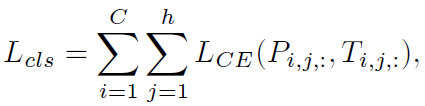 $L_{cls} = \sum_{i=1}^{C} \sum_{j=1}^{h} L_{CE}(P_{i,j,:}, T_{i,j,:}),$